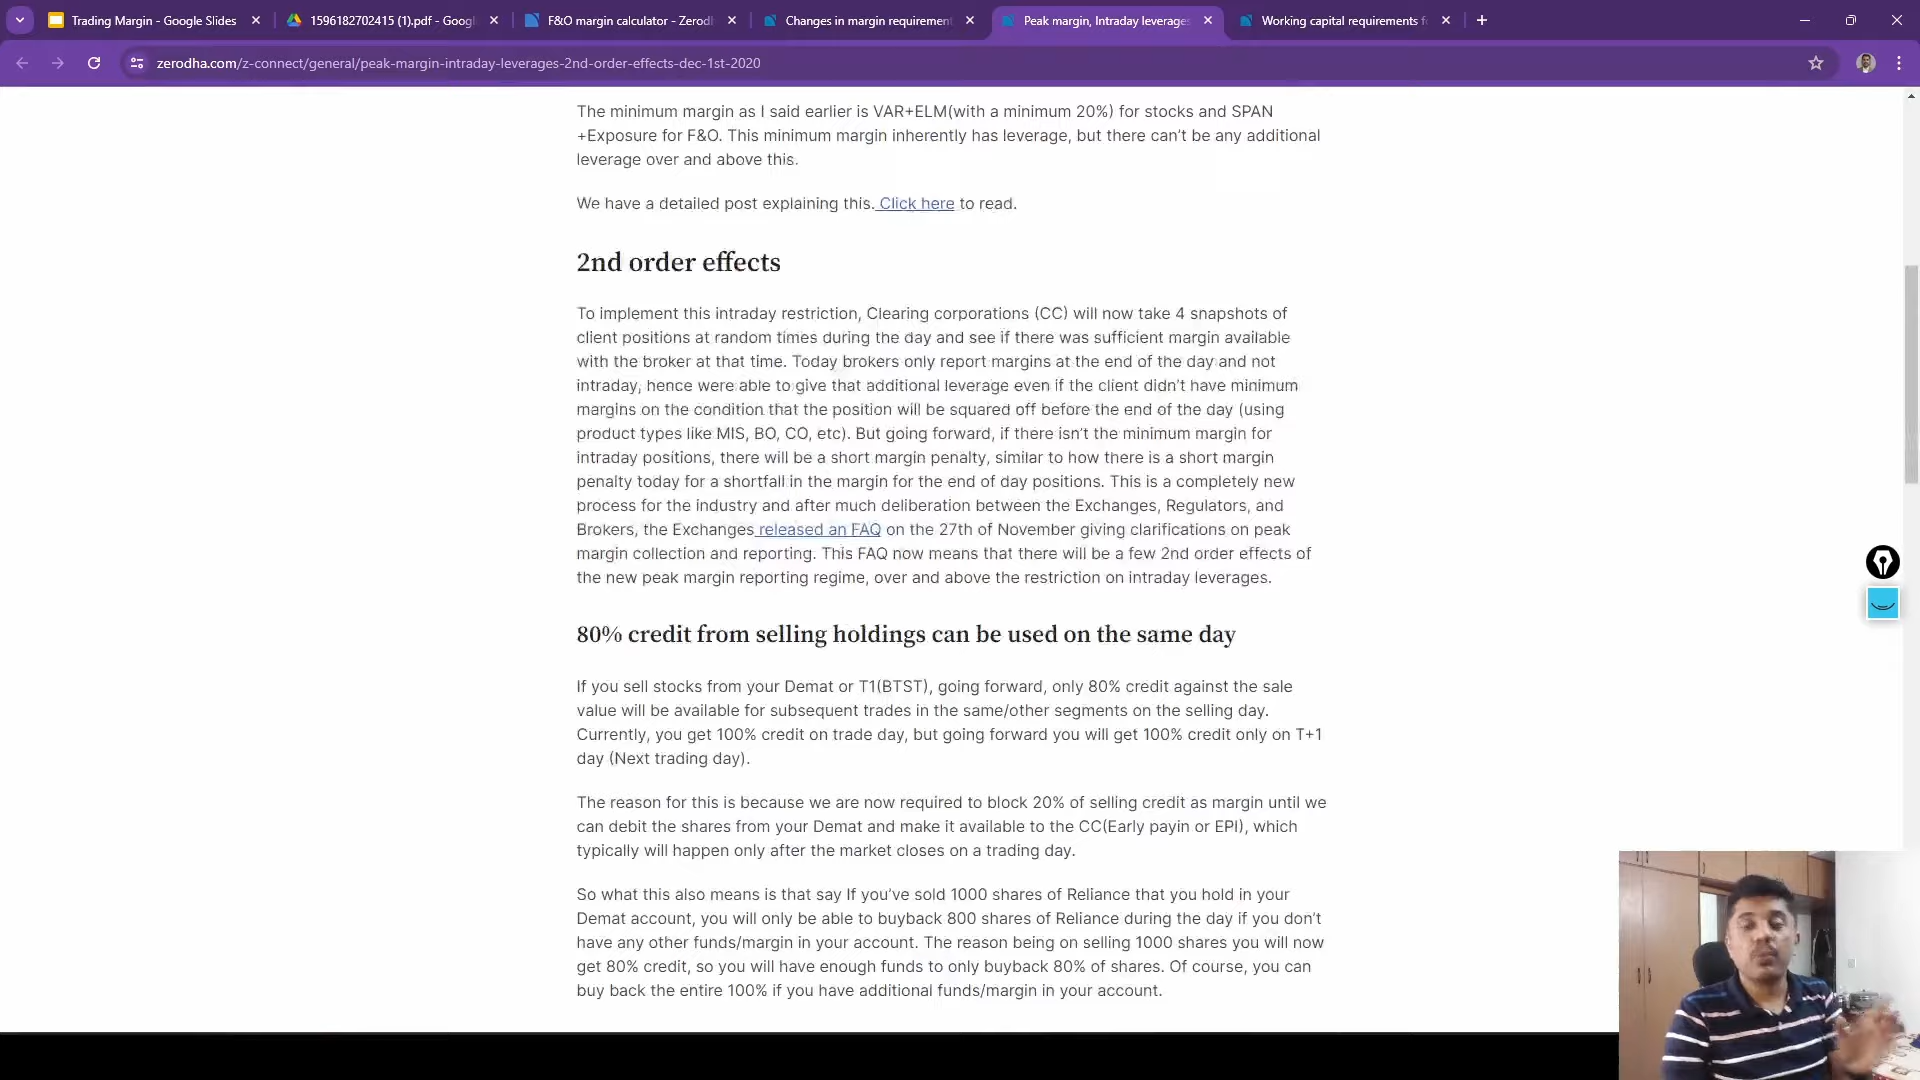 Trading Margin - Google Slides
1596182702415 (1).pdf - Googl
F&O margin calculator - Zerodh
Changes in margin requirement
Peak margin, Intraday leverages
Working capital requirements f
zerodha.com/z-connect/general/peak-margin-intraday-leverages-2nd-order-effects-dec-1st-2020
The minimum margin as I said earlier is VAR+ELM(with a minimum 20%) for stocks and SPAN
+Exposure for F&O. This minimum margin inherently has leverage, but there can’t be any additional
leverage over and above this.
We have a detailed post explaining this. Click here to read.
2nd order effects
To implement this intraday restriction, Clearing corporations (CC) will now take 4 snapshots of
client positions at random times during the day and see if there was sufficient margin available
with the broker at that time. Today brokers only report margins at the end of the day and not
intraday, hence were able to give that additional leverage even if the client didn’t have minimum
margins on the condition that the position will be squared off before the end of the day (using
product types like MIS, BO, CO, etc). But going forward, if there isn’t the minimum margin for
intraday positions, there will be a short margin penalty, similar to how there is a short margin
penalty today for a shortfall in the margin for the end of day positions. This is a completely new
process for the industry and after much deliberation between the Exchanges, Regulators, and
Brokers, the Exchanges released an FAQ on the 27th of November giving clarifications on peak
margin collection and reporting. This FAQ now means that there will be a few 2nd order effects of
the new peak margin reporting regime, over and above the restriction on intraday leverages.
80% credit from selling holdings can be used on the same day
If you sell stocks from your Demat or T1(BTST), going forward, only 80% credit against the sale
value will be available for subsequent trades in the same/other segments on the selling day.
Currently, you get 100% credit on trade day, but going forward you will get 100% credit only on T+1
day (Next trading day).
The reason for this is because we are now required to block 20% of selling credit as margin until we
can debit the shares from your Demat and make it available to the CC(Early payin or EPI), which
typically will happen only after the market closes on a trading day.
So what this also means is that say If you’ve sold 1000 shares of Reliance that you hold in your
Demat account, you will only be able to buyback 800 shares of Reliance during the day if you don’t
have any other funds/margin in your account. The reason being on selling 1000 shares you will now
get 80% credit, so you will have enough funds to only buyback 80% of shares. Of course, you can
buy back the entire 100% if you have additional funds/margin in your account.